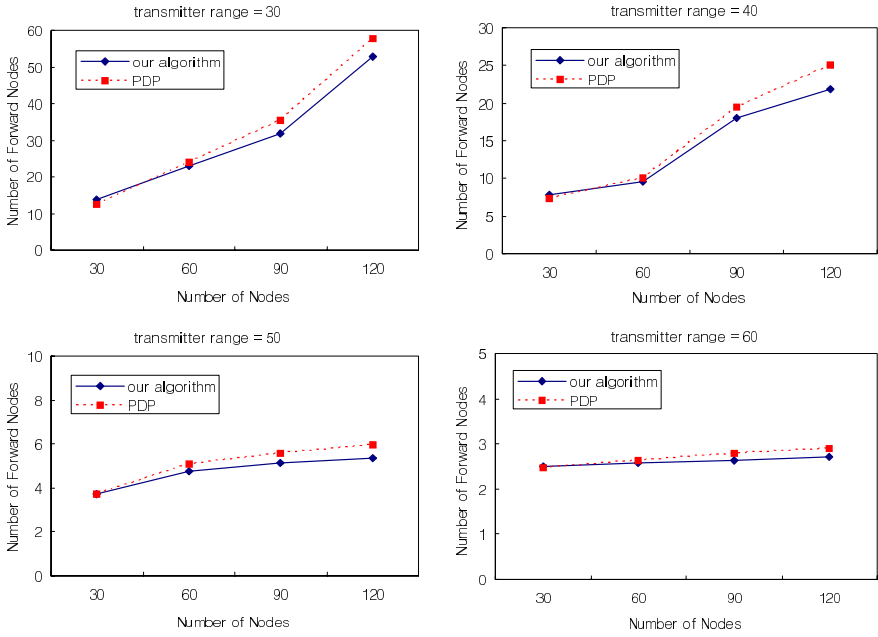 transmitter range = 30
60
50
40
30
20
10
0
Number of Forward Nodes
our algorithm
PDP
30 60 90 120
Number of Nodes
transmitter range = 40
30
25
20
15
10
5
0
Number of Forward Nodes
our algorithm
PDP
30 60 90 120
Number of Nodes
transmitter range = 50
10
8
6
4
2
0
Number of Forward Nodes
our algorithm
PDP
30 60 90 120
Number of Nodes
transmitter range = 60
5
4
3
2
1
0
Number of Forward Nodes
our algorithm
PDP
30 60 90 120
Number of Nodes